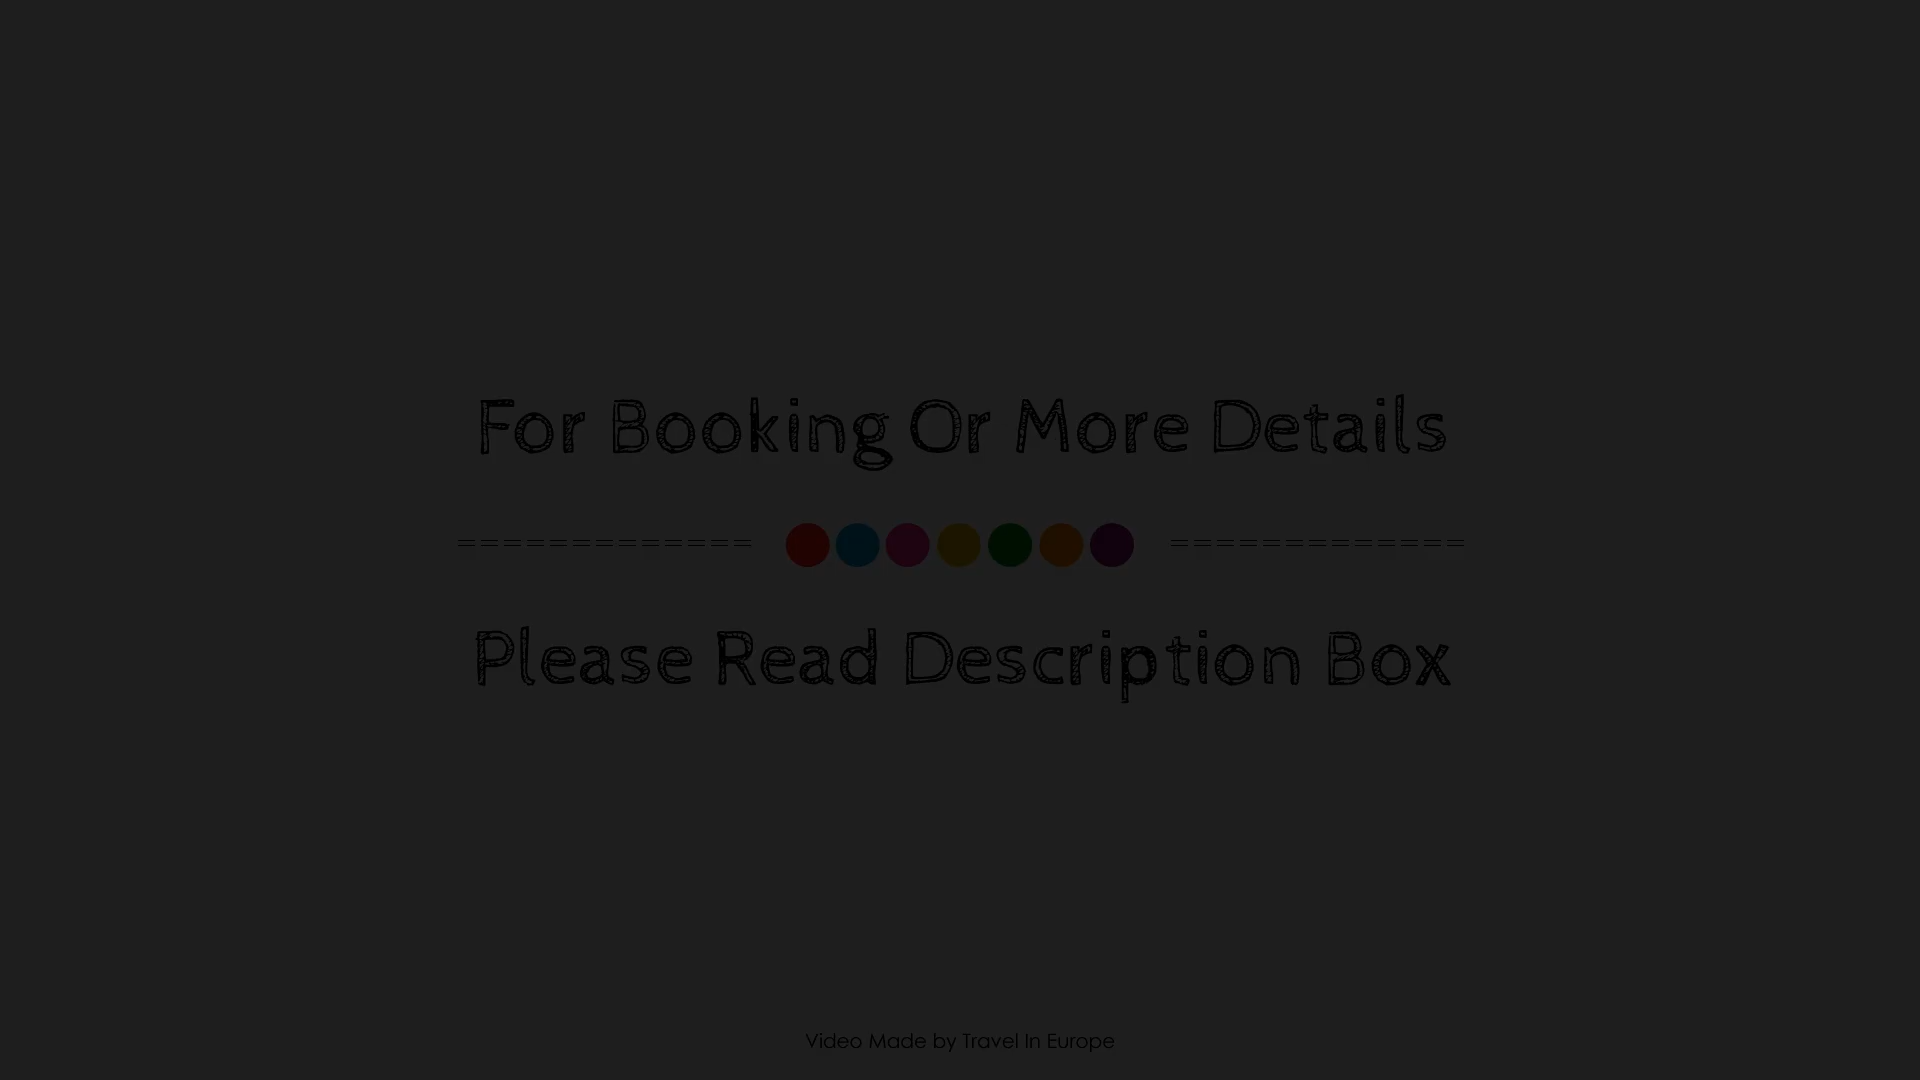 For Booking Or More Details
============= =============
Please Read Description Box
Video Made by Travel In Europe